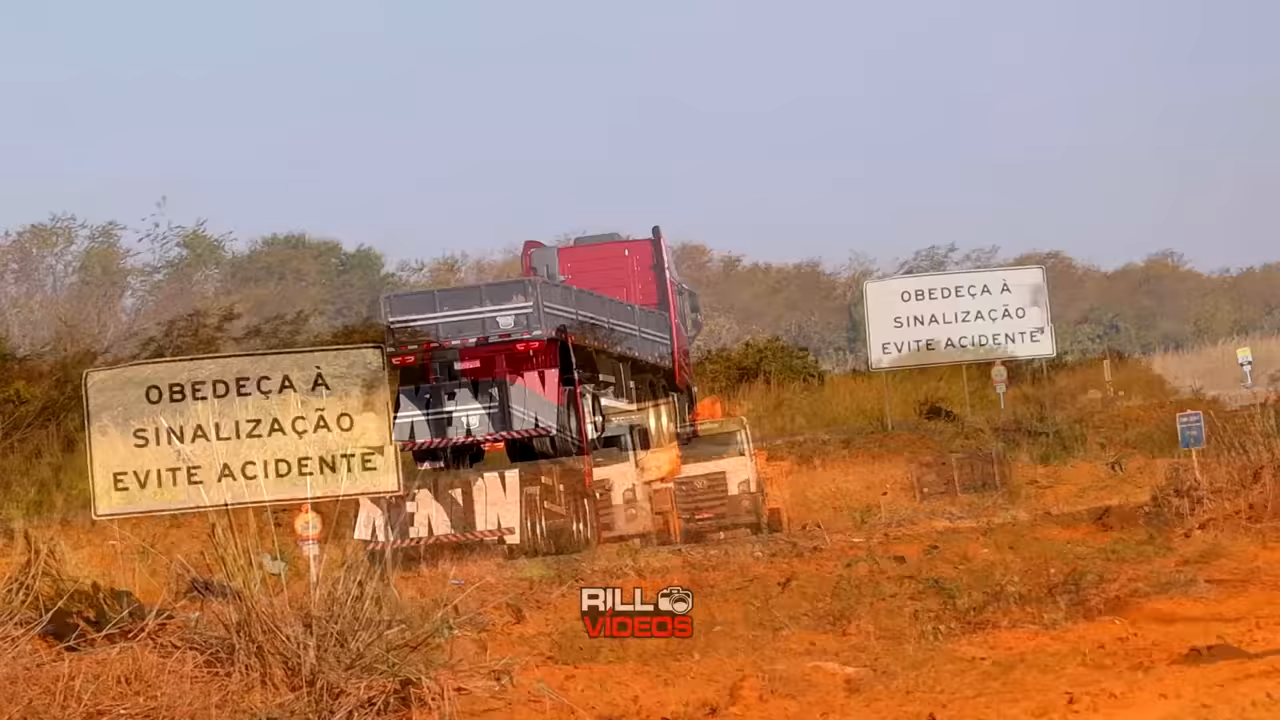 OBEDEÇA À
SINALIZAÇÃO
EVITE ACIDENTE
OBEDEÇA À
SINALIZAÇÃO
EVITE ACIDENTE
RILL
VÍDEOS